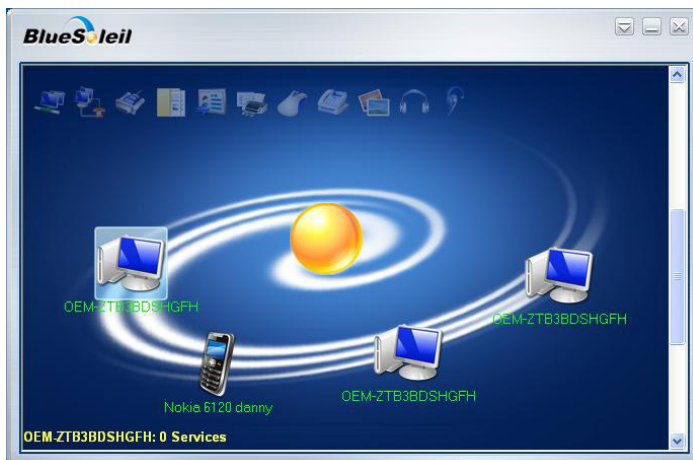 BlueSoleil
OEM-ZTB3BDSHGFH
OEM-ZTB3BDSHGFH
Nokia 6120 danny
OEM-ZTB3BDSHGFH
OEM-ZTB3BDSHGFH: 0 Services